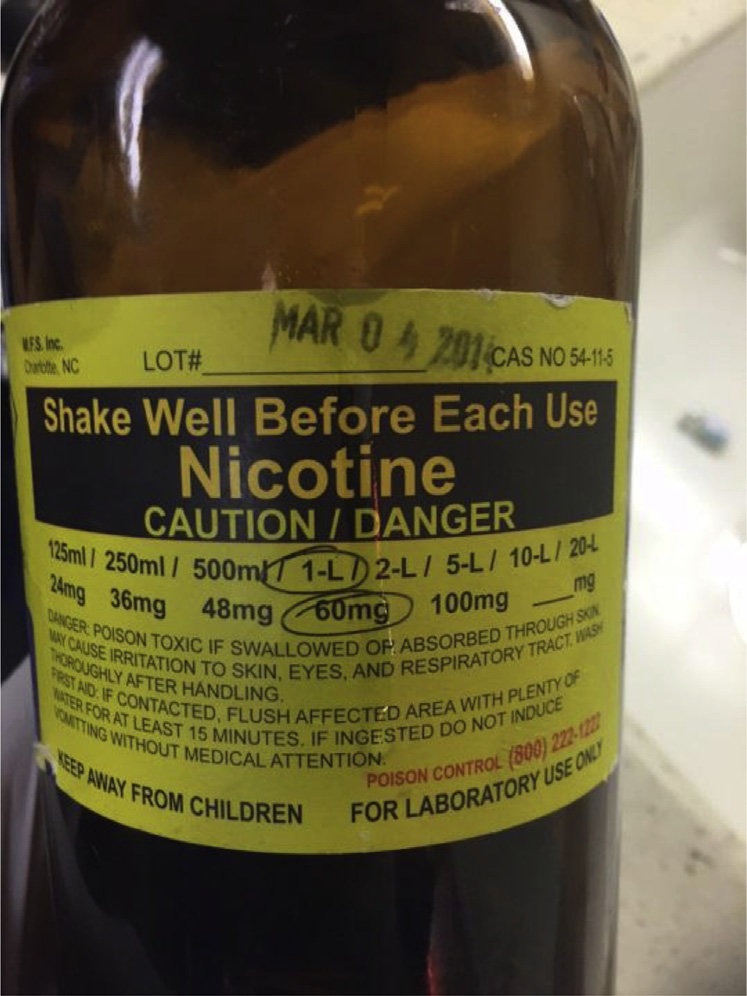 M.F.S. Inc.
Charlotte, NC
LOT#
MAR 04 2014
CAS NO 54-11-5
Shake Well Before Each Use
Nicotine
CAUTION / DANGER
125ml / 250ml / 500ml / 1-L / 2-L / 5-L / 10-L / 20-L
24mg 36mg 48mg 60mg 100mg ___mg
DANGER: POISON TOXIC IF SWALLOWED OR ABSORBED THROUGH SKIN.
MAY CAUSE IRRITATION TO SKIN, EYES, AND RESPIRATORY TRACT. WASH
THOROUGHLY AFTER HANDLING.
FIRST AID: IF CONTACTED, FLUSH AFFECTED AREA WITH PLENTY OF
WATER FOR AT LEAST 15 MINUTES. IF INGESTED DO NOT INDUCE
VOMITTING WITHOUT MEDICAL ATTENTION.
POISON CONTROL (800) 222-1222
KEEP AWAY FROM CHILDREN FOR LABORATORY USE ONLY